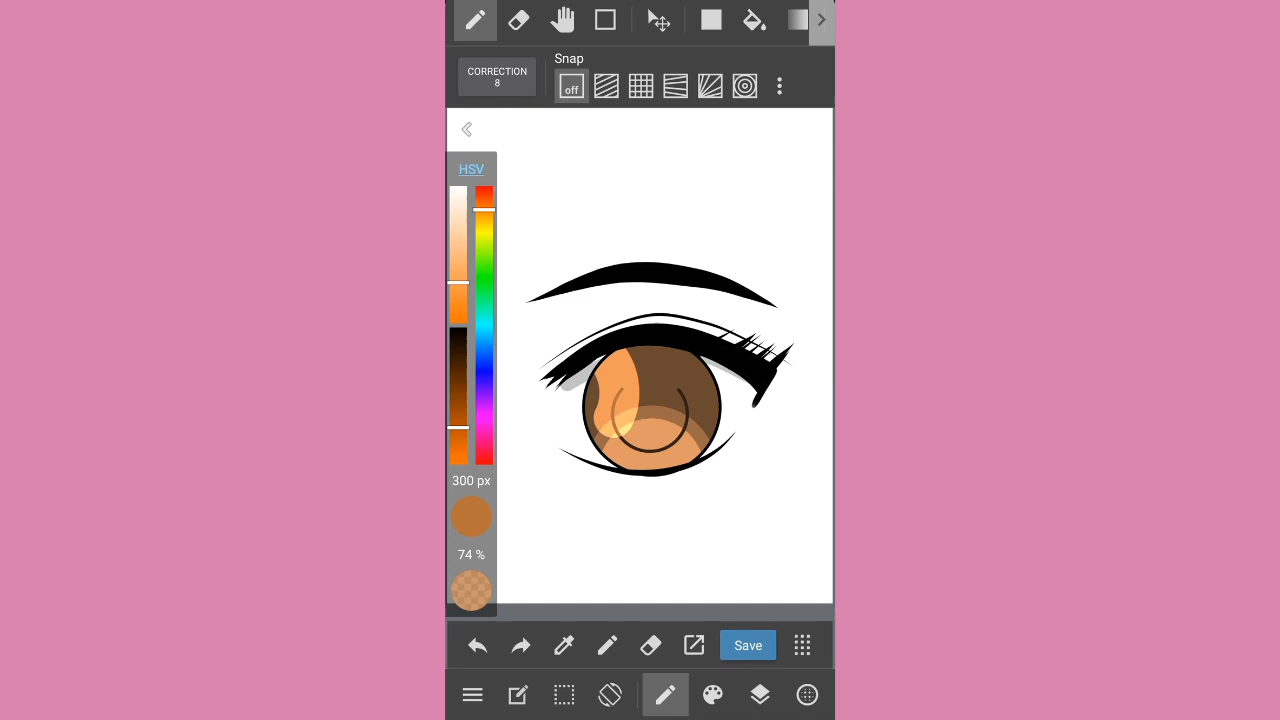 Snap
CORRECTION
8
off
HSV
300 px
74 %
Save